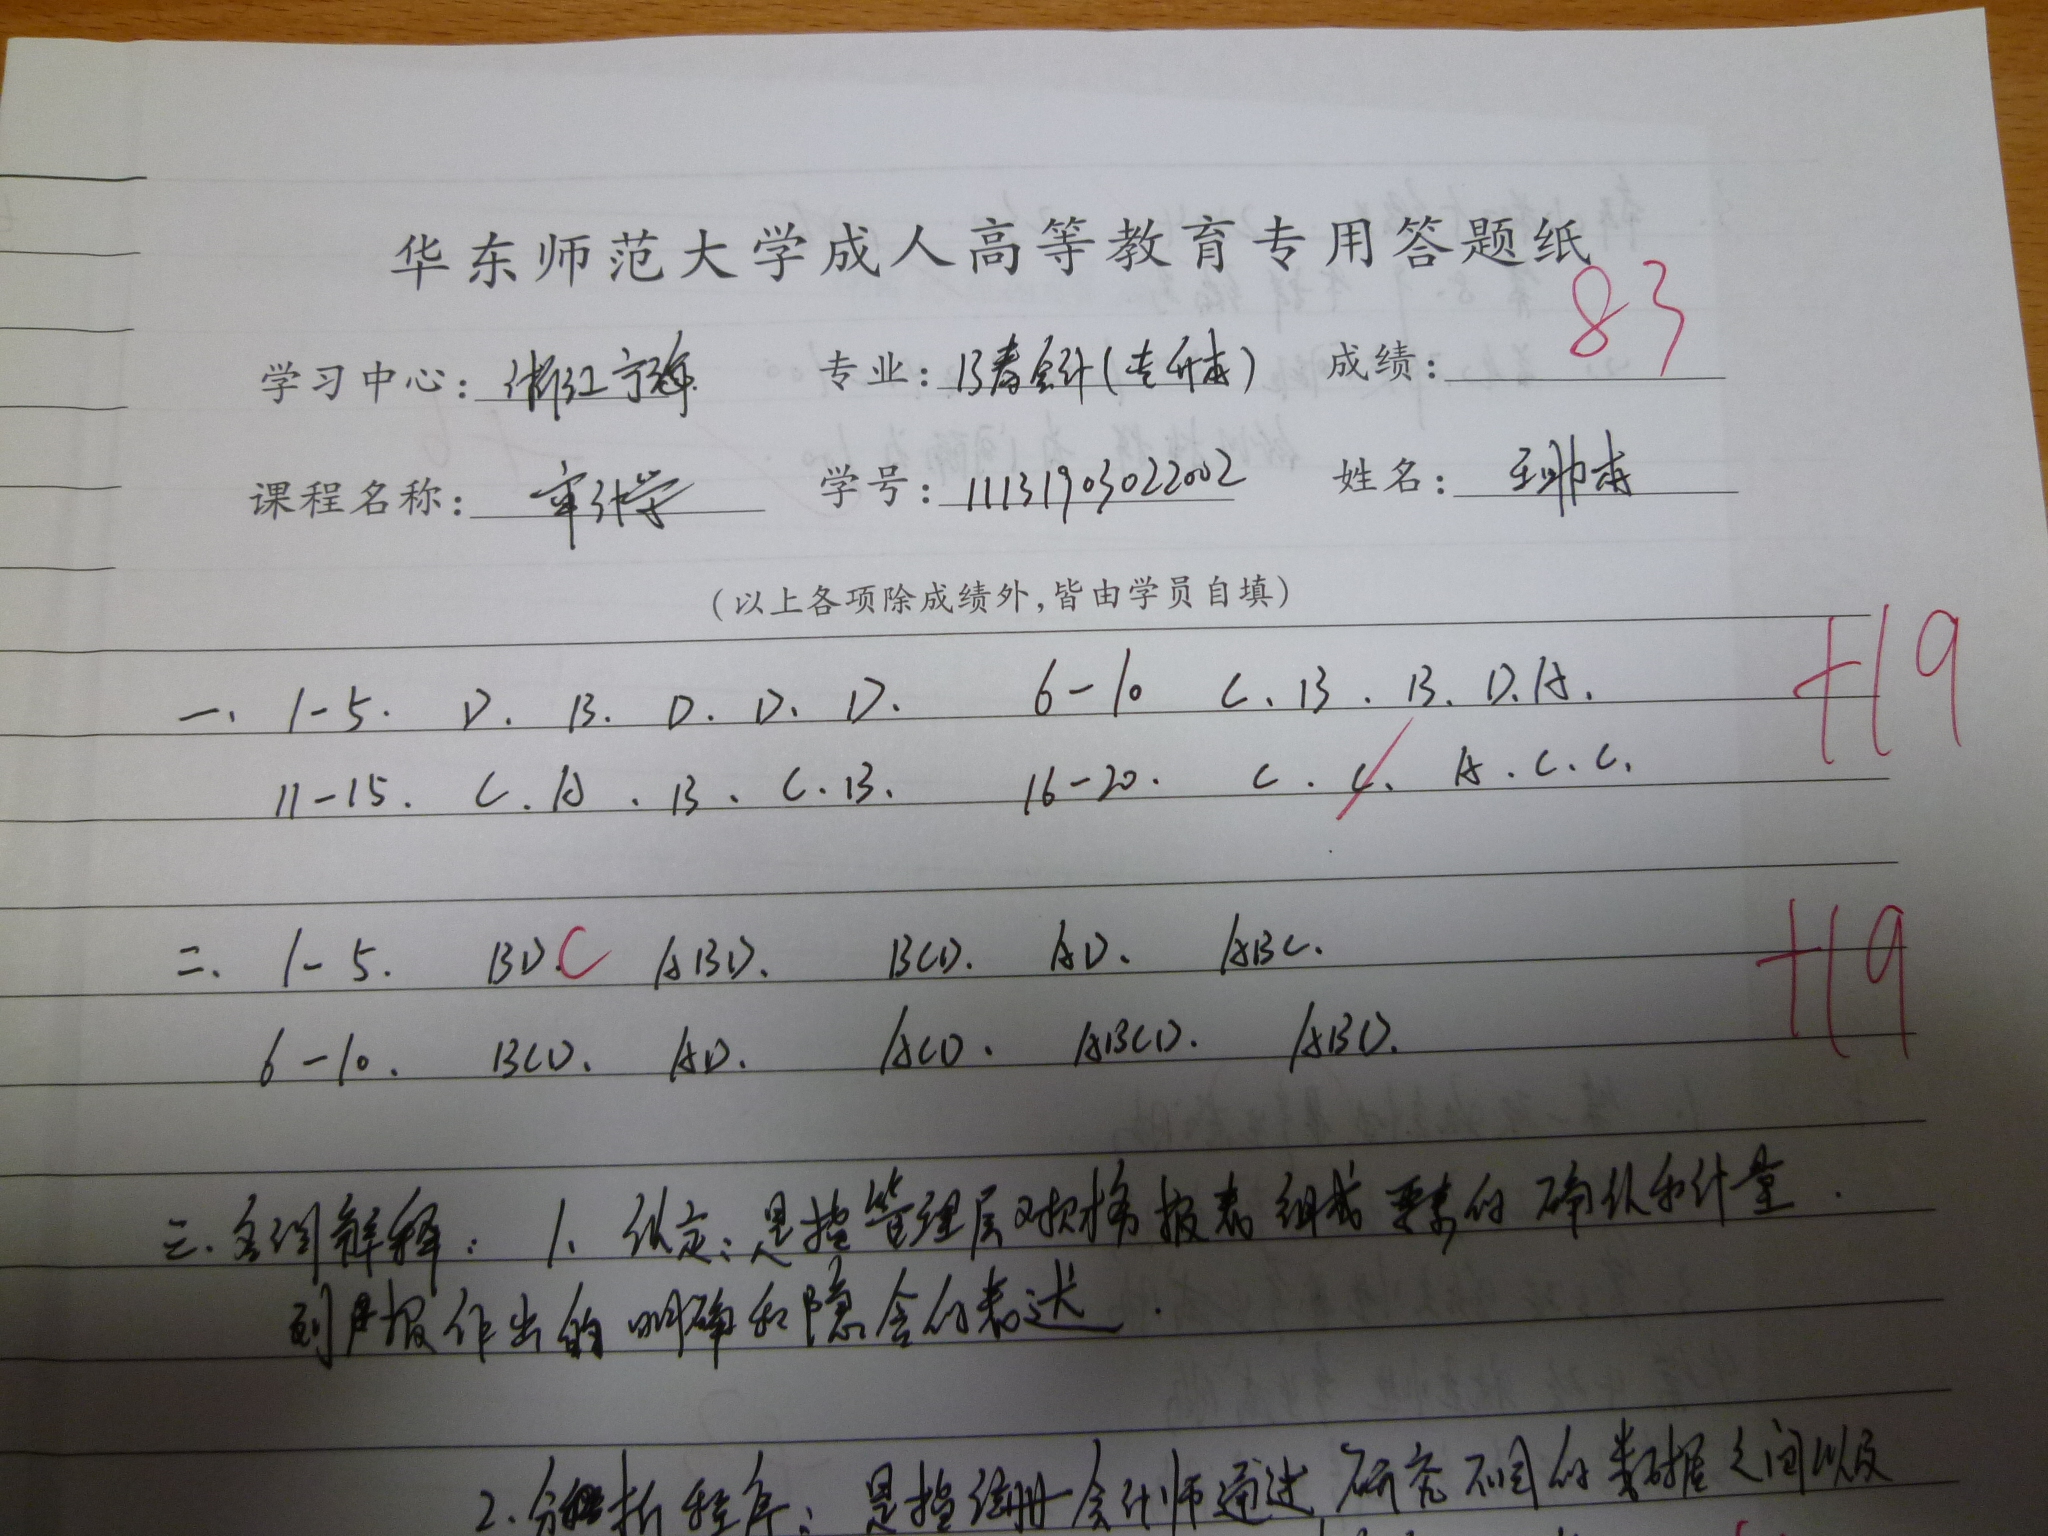 华东师范大学成人高等教育专用答题纸
83
学习中心: 浙江宁海 专业: 13春会计(专升本) 成绩:
课程名称: 审计学 学号: 11131903022002 姓名: 王帅春
(以上各项除成绩外,皆由学员自填)
一. 1-5. D. B. D. D. D. 6-10 C. B. B. D. A. +19
11-15. C. A. B. C. B. 16-20. C. C. A. C. C.
二. 1-5. BD.C ABD. BCD. AD. ABC. +19
6-10. BCD. AD. ACD. ABCD. ABD.
三. 名词解释: 1. 认定: 是指管理层对财务报表组成要素的确认和计量.
列报作出的明确和隐含的表达.
2. 分析程序: 是指注册会计师通过研究不同的数据之间以及